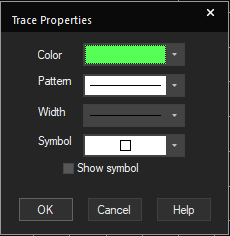 Trace Properties
Color
Pattern
Width
Symbol
Show symbol
OK Cancel Help